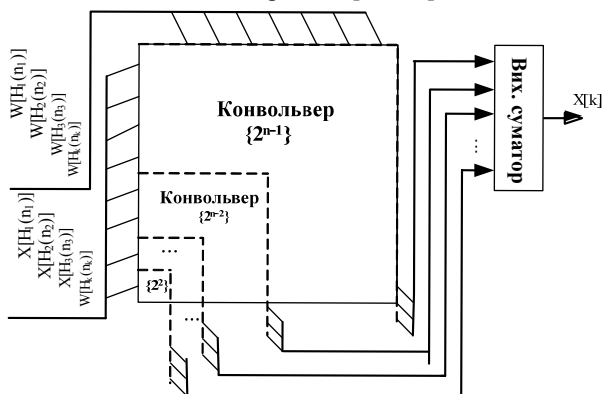 W[H₁(n₁)]
W[H₂(n₂)]
W[H₃(n₃)]
W[Hₖ(nₖ)]
X[H₁(n₁)]
X[H₂(n₂)]
X[H₃(n₃)]
W[Hₖ(nₖ)]
Конвольвер
{2ⁿ⁻¹}
Конвольвер
{2ⁿ⁻²}
...
{2²}
...
...
Вих. суматор
X[k]